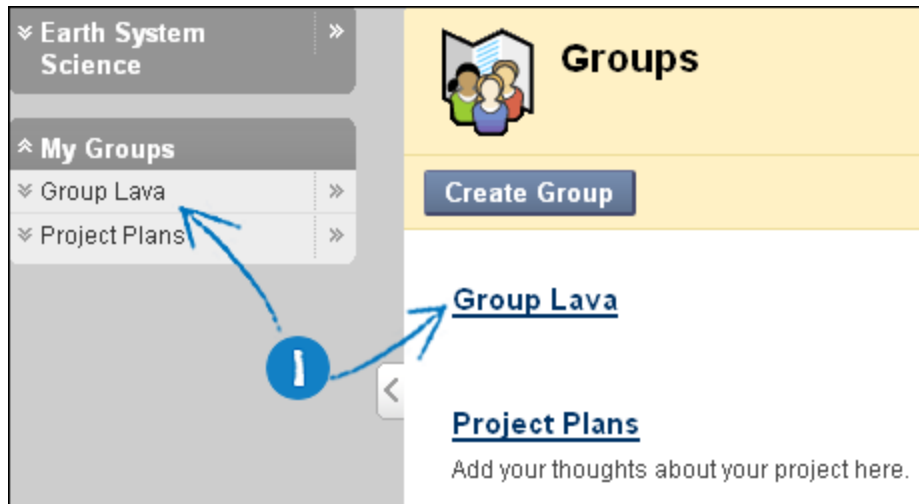 Earth System
Science
My Groups
Group Lava
Project Plans
Groups
Create Group
Group Lava
1
Project Plans
Add your thoughts about your project here.